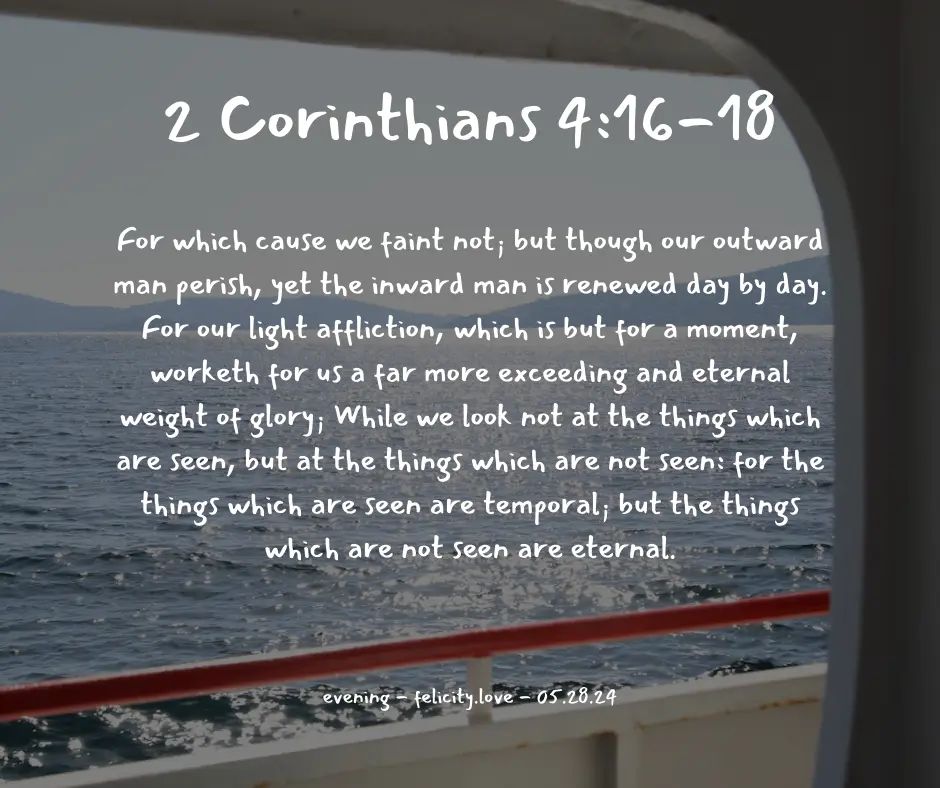 2 Corinthians 4:16-18
For which cause we faint not; but though our outward
man perish, yet the inward man is renewed day by day.
For our light affliction, which is but for a moment,
worketh for us a far more exceeding and eternal
weight of glory; While we look not at the things which
are seen, but at the things which are not seen: for the
things which are seen are temporal; but the things
which are not seen are eternal.
evening - felicity.love - 05.28.24